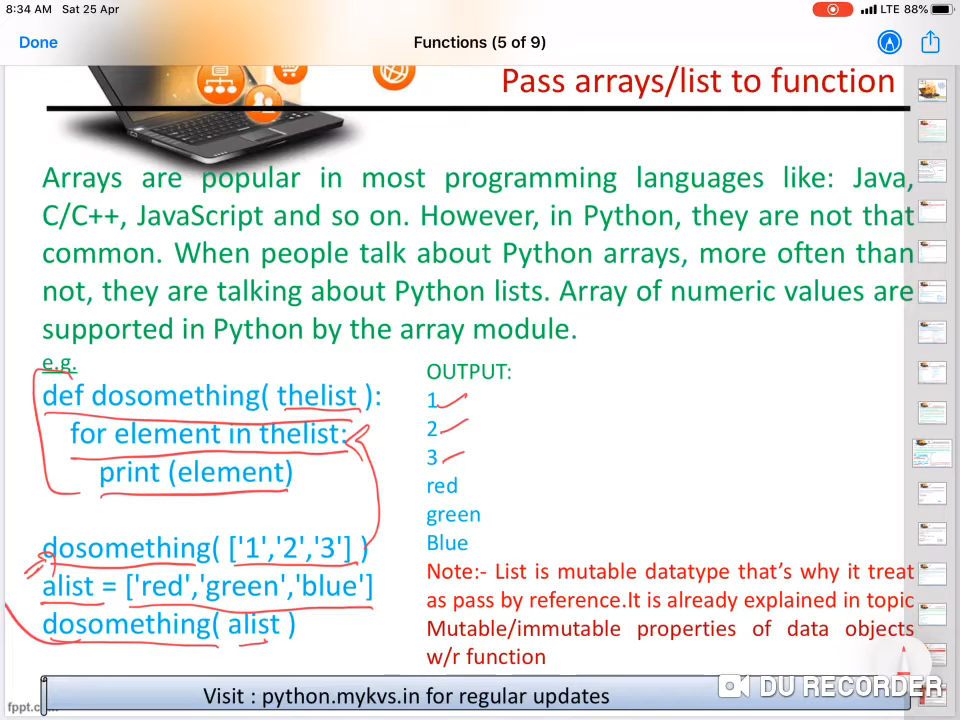 8:34 AM Sat 25 Apr
LTE 88%
Done
Functions (5 of 9)
Pass arrays/list to function
Arrays are popular in most programming languages like: Java,
C/C++, JavaScript and so on. However, in Python, they are not that
common. When people talk about Python arrays, more often than
not, they are talking about Python lists. Array of numeric values are
supported in Python by the array module.
e.g.
def dosomething( thelist ):
for element in thelist:
print (element)
dosomething( ['1','2','3'] )
alist = ['red','green','blue']
dosomething( alist )
OUTPUT:
1
2
3
red
green
Blue
Note:- List is mutable datatype that's why it treat
as pass by reference.It is already explained in topic
Mutable/immutable properties of data objects
w/r function
DU RECORDER
Visit : python.mykvs.in for regular updates